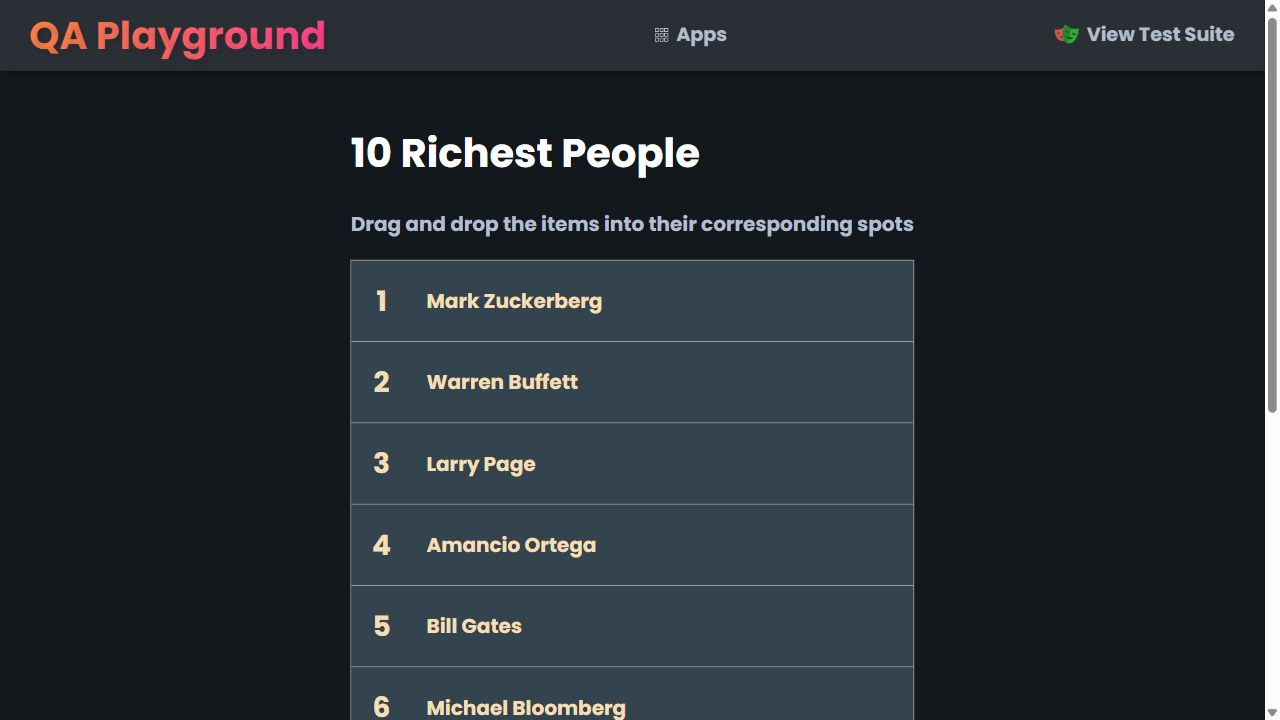 QA Playground
Apps
View Test Suite
10 Richest People
Drag and drop the items into their corresponding spots
1 Mark Zuckerberg
2 Warren Buffett
3 Larry Page
4 Amancio Ortega
5 Bill Gates
6 Michael Bloomberg